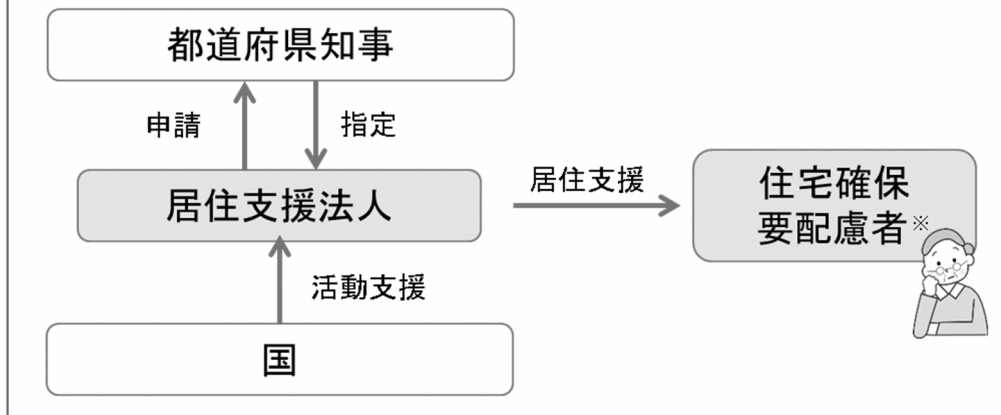 都道府県知事
申請
指定
居住支援法人
居住支援
住宅確保
要配慮者※
活動支援
国